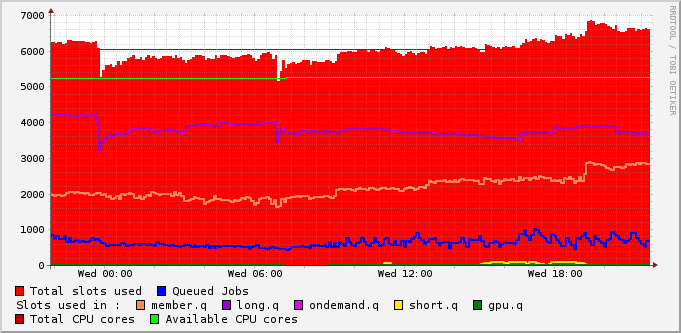 7000
6000
5000
4000
3000
2000
1000
0
Wed 00:00 Wed 06:00 Wed 12:00 Wed 18:00
RRDTOOL / TOBI OETIKER
Total slots used Queued Jobs
Slots used in : member.q long.q ondemand.q short.q gpu.q
Total CPU cores Available CPU cores